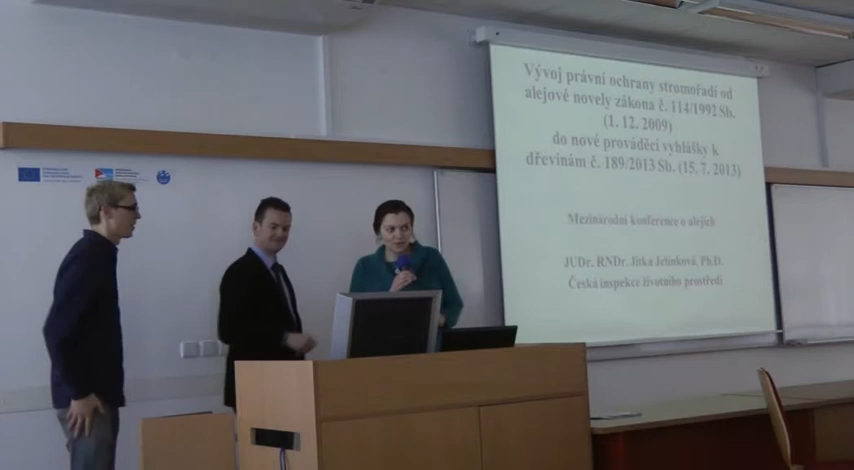 Vývoj právní ochrany stromořadí od
alejové novely zákona č. 114/1992 Sb.
(1. 12. 2009)
do nové prováděcí vyhlášky k
dřevinám č. 189/2013 Sb. (15. 7. 2013)
Mezinárodní konference o alejích
JUDr. RNDr. Jitka Jelínková, Ph.D.
Česká inspekce životního prostředí